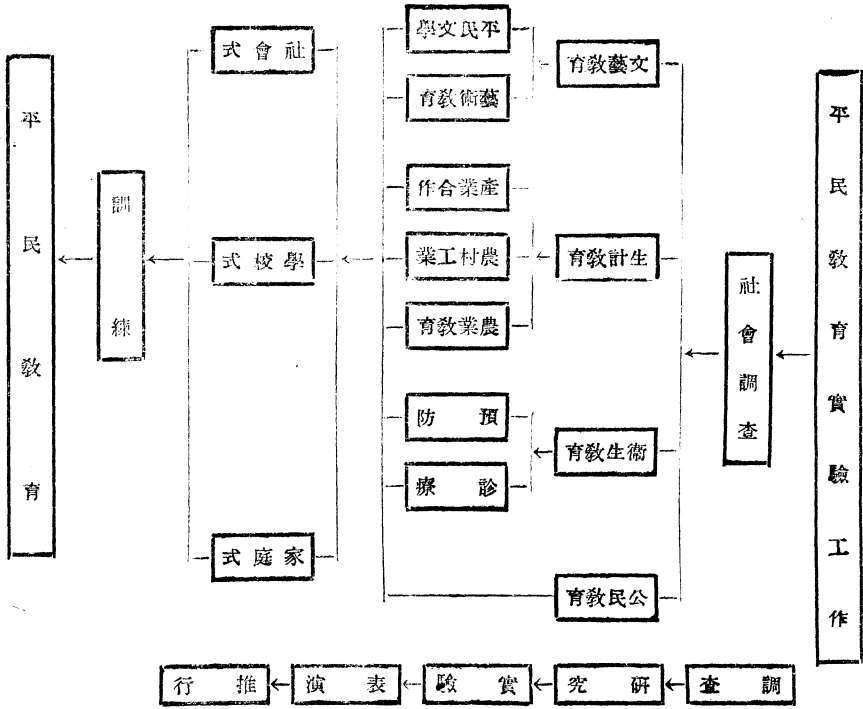 平民教育實驗工作
社會調查
文藝教育
生計教育
衛生教育
公民教育
平民文學
藝術教育
產業合作
農村工業
農業教育
預防
診療
社會式
學校式
家庭式
訓練
平民教育
調查
研究
實驗
表演
推行